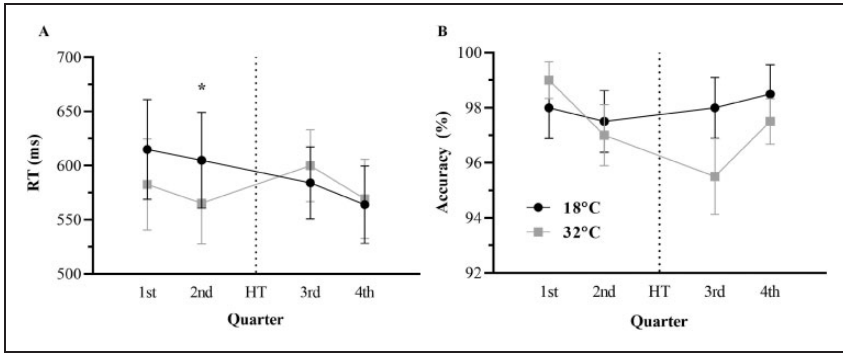 A
700
650
600
550
500
RT (ms)
*
1st 2nd HT 3rd 4th
Quarter
B
100
98
96
94
92
Accuracy (%)
18°C
32°C
1st 2nd HT 3rd 4th
Quarter